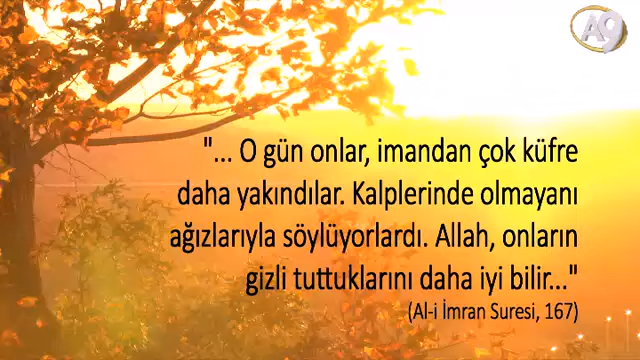 A9
"... O gün onlar, imandan çok küfre
daha yakındılar. Kalplerinde olmayanı
ağızlarıyla söylüyorlardı. Allah, onların
gizli tuttuklarını daha iyi bilir..."
(Al-i İmran Suresi, 167)